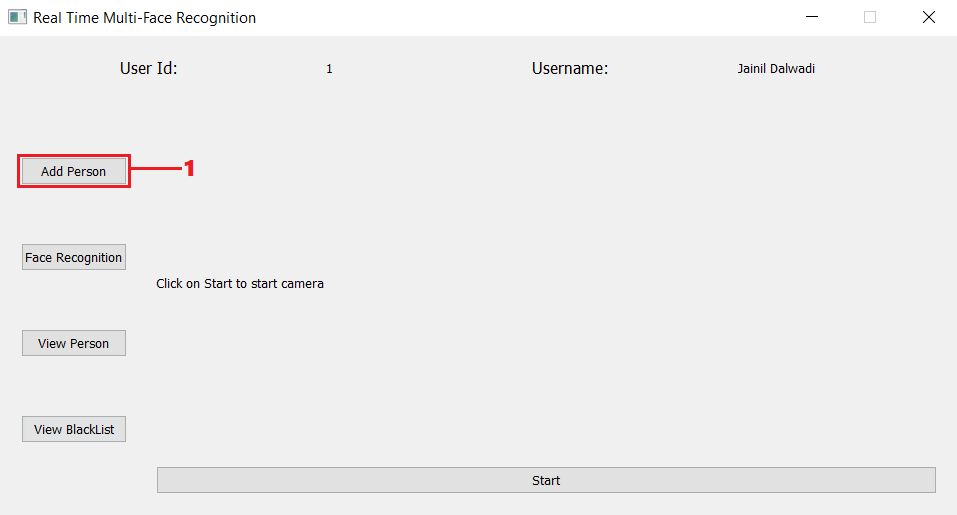 Real Time Multi-Face Recognition
User Id: 1 Username: Jainil Dalwadi
Add Person 1
Face Recognition
Click on Start to start camera
View Person
View BlackList
Start